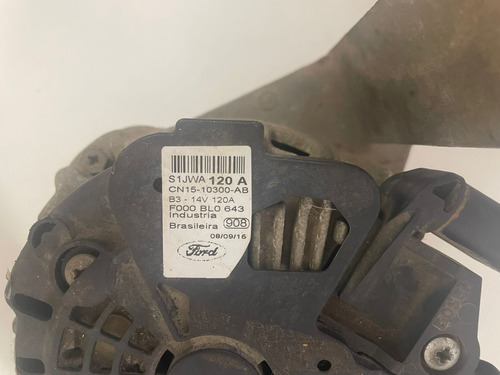 S1JWA 120 A
CN15-10300-AB
B3 - 14V 120A
F000 BL0 643
Industria
Brasileira 908
08/09/16
Ford